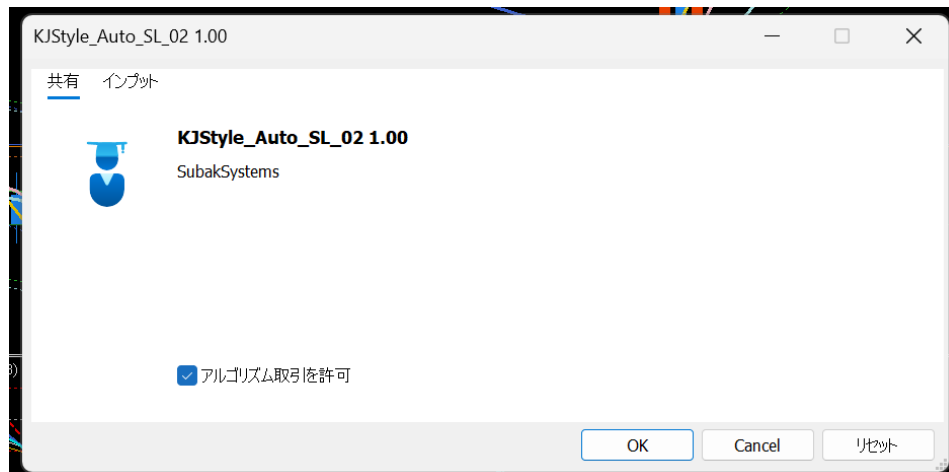 KJStyle_Auto_SL_02 1.00
共有 インプット
KJStyle_Auto_SL_02 1.00
SubakSystems
アルゴリズム取引を許可
OK Cancel リセット